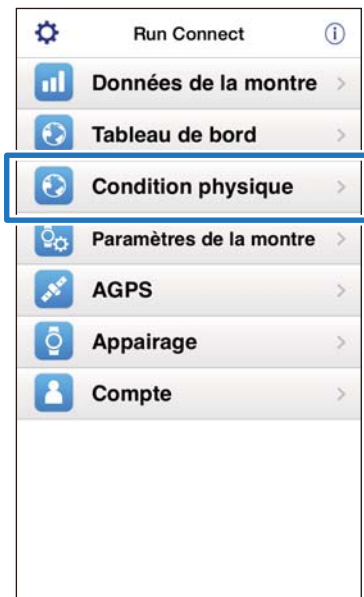 Run Connect
Données de la montre
Tableau de bord
Condition physique
Paramètres de la montre
AGPS
Appairage
Compte